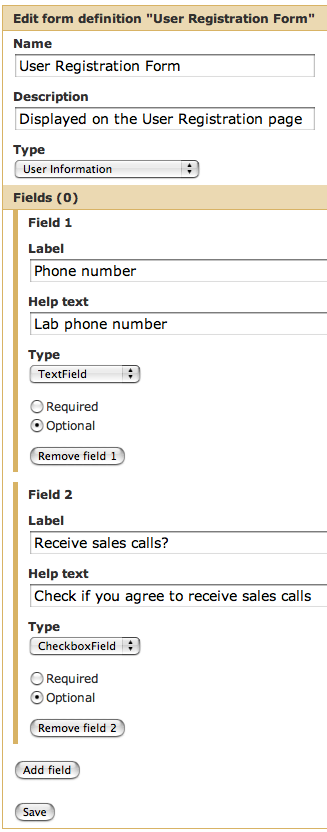 Edit form definition "User Registration Form"
Name
User Registration Form
Description
Displayed on the User Registration page
Type
User Information
Fields (0)
Field 1
Label
Phone number
Help text
Lab phone number
Type
TextField
Required
Optional
Remove field 1
Field 2
Label
Receive sales calls?
Help text
Check if you agree to receive sales calls
Type
CheckboxField
Required
Optional
Remove field 2
Add field
Save